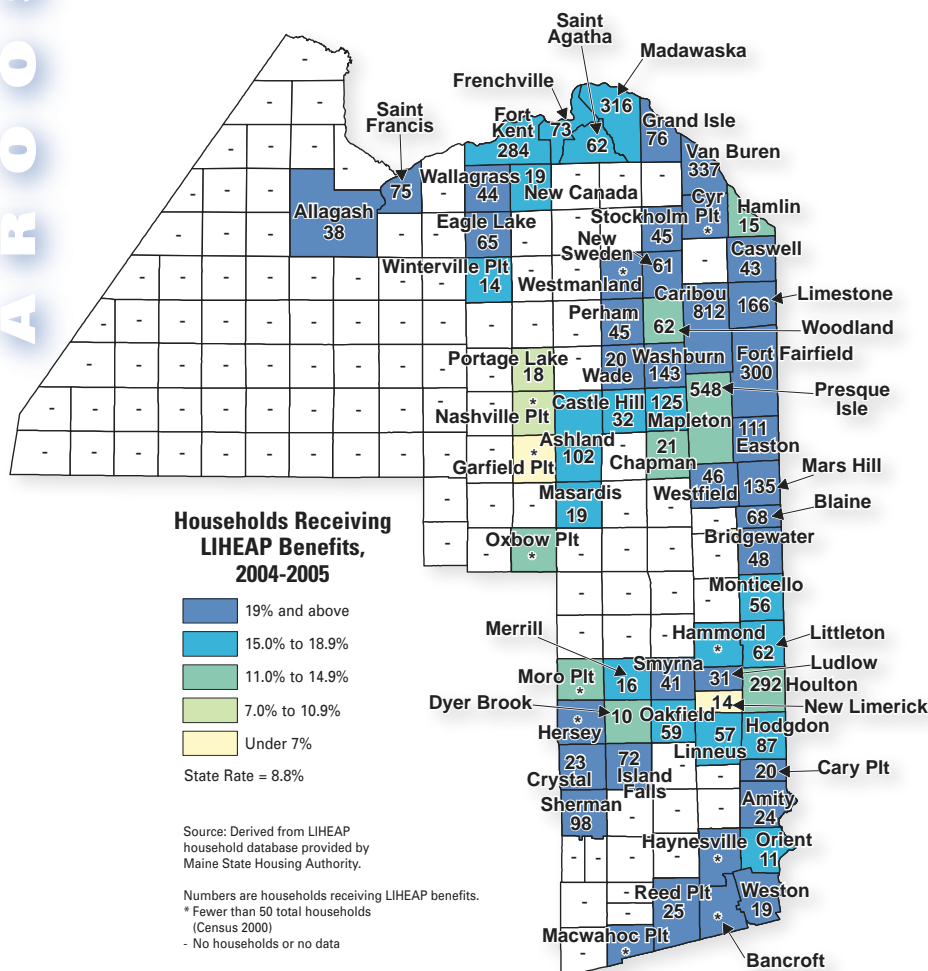 AROOS
Saint
Agatha
Madawaska
Frenchville
316
Saint
Francis
Fort
Kent
284
73
62
Grand Isle
76
Van Buren
337
75
Wallagrass
44
19
New Canada
Cyr
Plt
*
Hamlin
15
Allagash
38
Eagle Lake
65
Stockholm
45
New
Sweden
61
Caswell
43
Winterville Plt
14
*
Westmanland
Caribou
812
166
Limestone
Perham
45
62
Woodland
Portage Lake
18
20
Wade
Washburn
143
Fort Fairfield
300
548
Presque
Isle
*
Nashville Plt
Castle Hill
32
125
Mapleton
111
Easton
*
Garfield Plt
Ashland
102
21
Chapman
46
Westfield
135
Mars Hill
Masardis
19
68
Blaine
Oxbow Plt
*
Bridgewater
48
Monticello
56
Merrill
Hammond
*
62
Littleton
Moro Plt
*
16
Smyrna
41
31
Ludlow
292 Houlton
Dyer Brook
10
Oakfield
59
14
New Limerick
*
Hersey
57
Linneus
Hodgdon
87
23
Crystal
72
Island
Falls
20
Cary Plt
Sherman
98
Amity
24
Haynesville
*
Orient
11
Reed Plt
25
*
Weston
19
Macwahoc Plt
*
Bancroft
Households Receiving
LIHEAP Benefits,
2004-2005
19% and above
15.0% to 18.9%
11.0% to 14.9%
7.0% to 10.9%
Under 7%
State Rate = 8.8%
Source: Derived from LIHEAP
household database provided by
Maine State Housing Authority.
Numbers are households receiving LIHEAP benefits.
* Fewer than 50 total households
(Census 2000)
- No households or no data